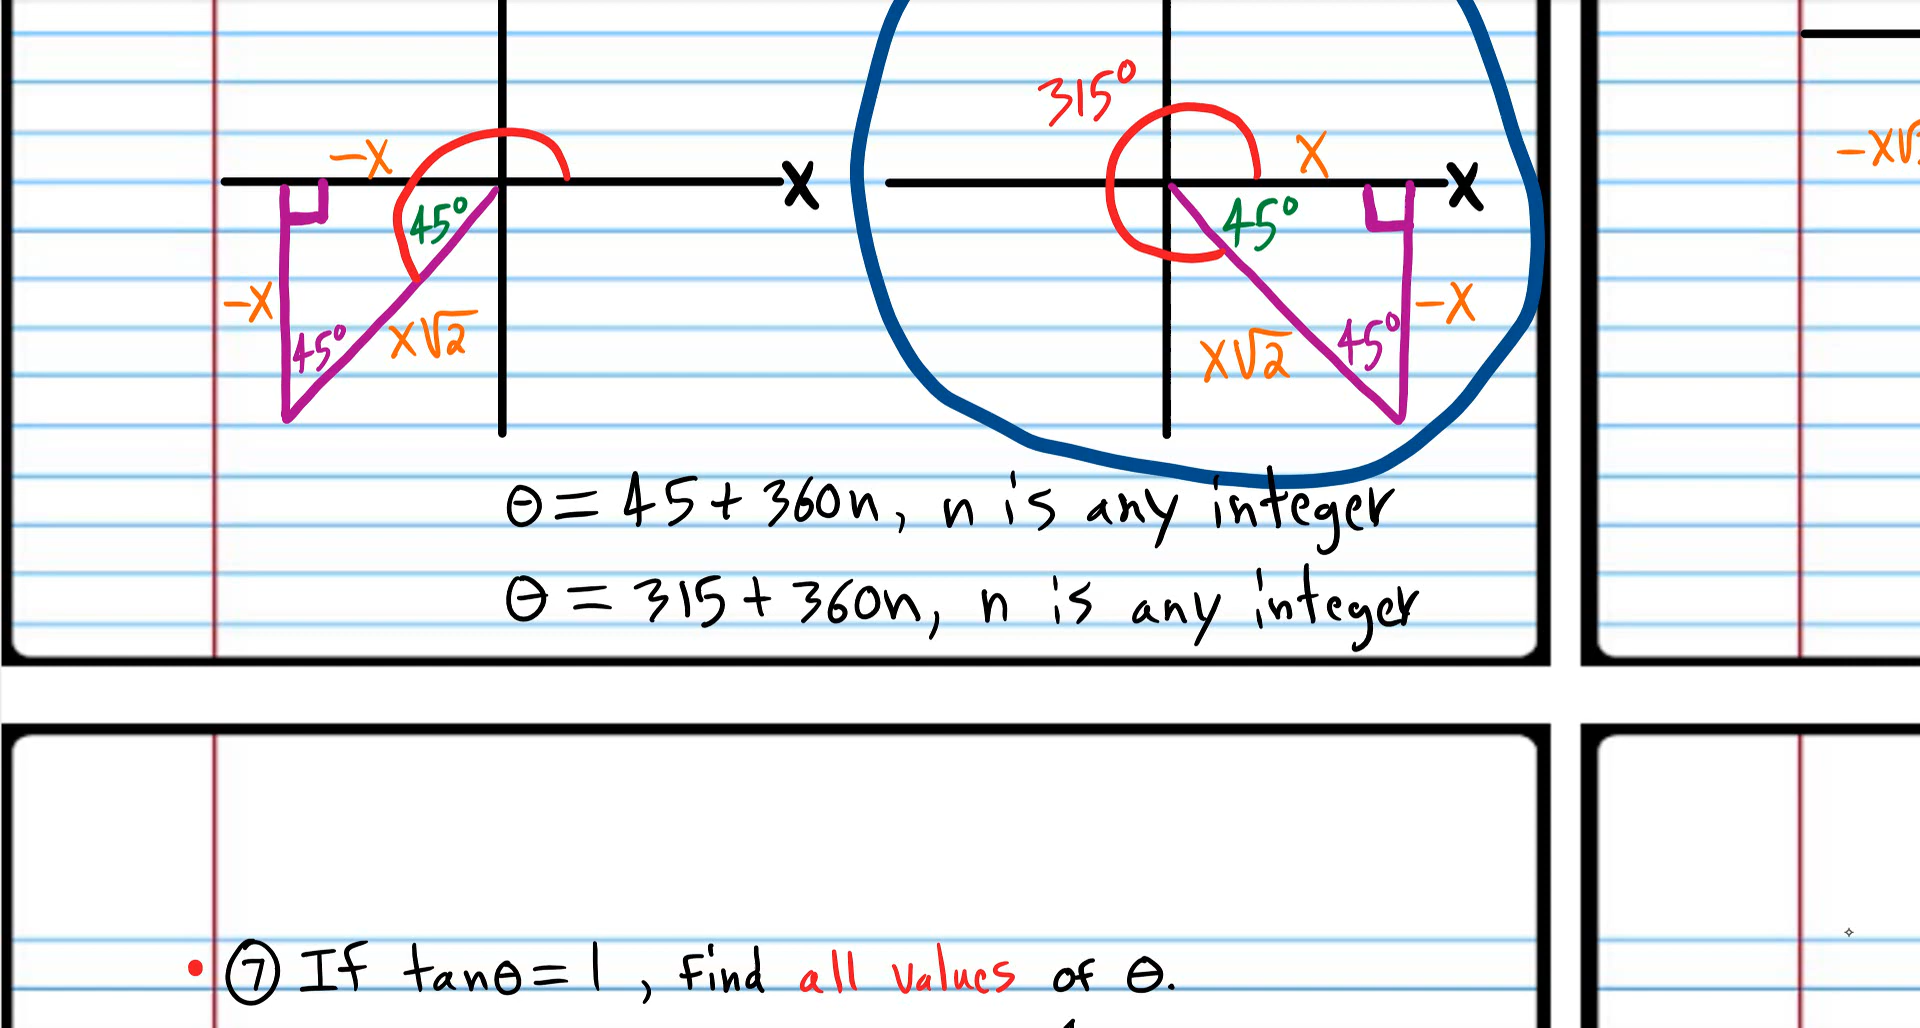 315°
-x
x
x
x
-x√
45°
45°
-x
-x
45°
x√2
45°
x√2
θ = 45 + 360n, n is any integer
θ = 315 + 360n, n is any integer
• ⑦ If tanθ = 1, find all values of θ.